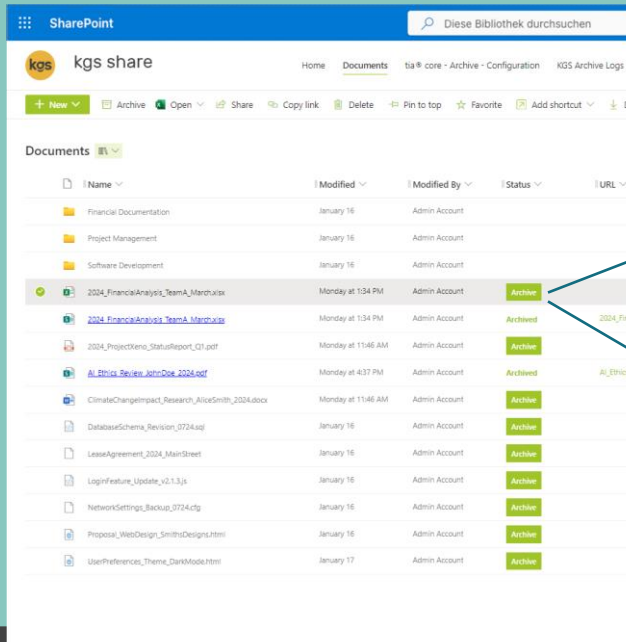 SharePoint
Diese Bibliothek durchsuchen
kgs
kgs share
Home Documents tia® core - Archive - Configuration KGS Archive Logs
+ New Archive Open Share Copy link Delete Pin to top Favorite Add shortcut
Documents
Name Modified Modified By Status URL
Financial Documentation January 16 Admin Account
Project Management January 16 Admin Account
Software Development January 16 Admin Account
2024_FinancialAnalysis_TeamA_March.xlsx Monday at 1:34 PM Admin Account Archive
2024_FinancialAnalysis_TeamA_March.xlsx Monday at 1:34 PM Admin Account Archived 2024_Fi
2024_ProjectXeno_StatusReport_Q1.pdf Monday at 11:46 AM Admin Account Archive
AI_Ethics_Review_JohnDoe_2024.pdf Monday at 4:37 PM Admin Account Archived AI_Ethic
ClimateChangeImpact_Research_AliceSmith_2024.docx Monday at 11:46 AM Admin Account Archive
DatabaseSchema_Revision_0724.sql January 16 Admin Account Archive
LeaseAgreement_2024_MainStreet January 16 Admin Account Archive
LoginFeature_Update_v2.1.3.js January 16 Admin Account Archive
NetworkSettings_Backup_0724.cfg January 16 Admin Account Archive
Proposal_WebDesign_SmithsDesigns.html January 16 Admin Account Archive
UserPreferences_Theme_DarkMode.html January 17 Admin Account Archive